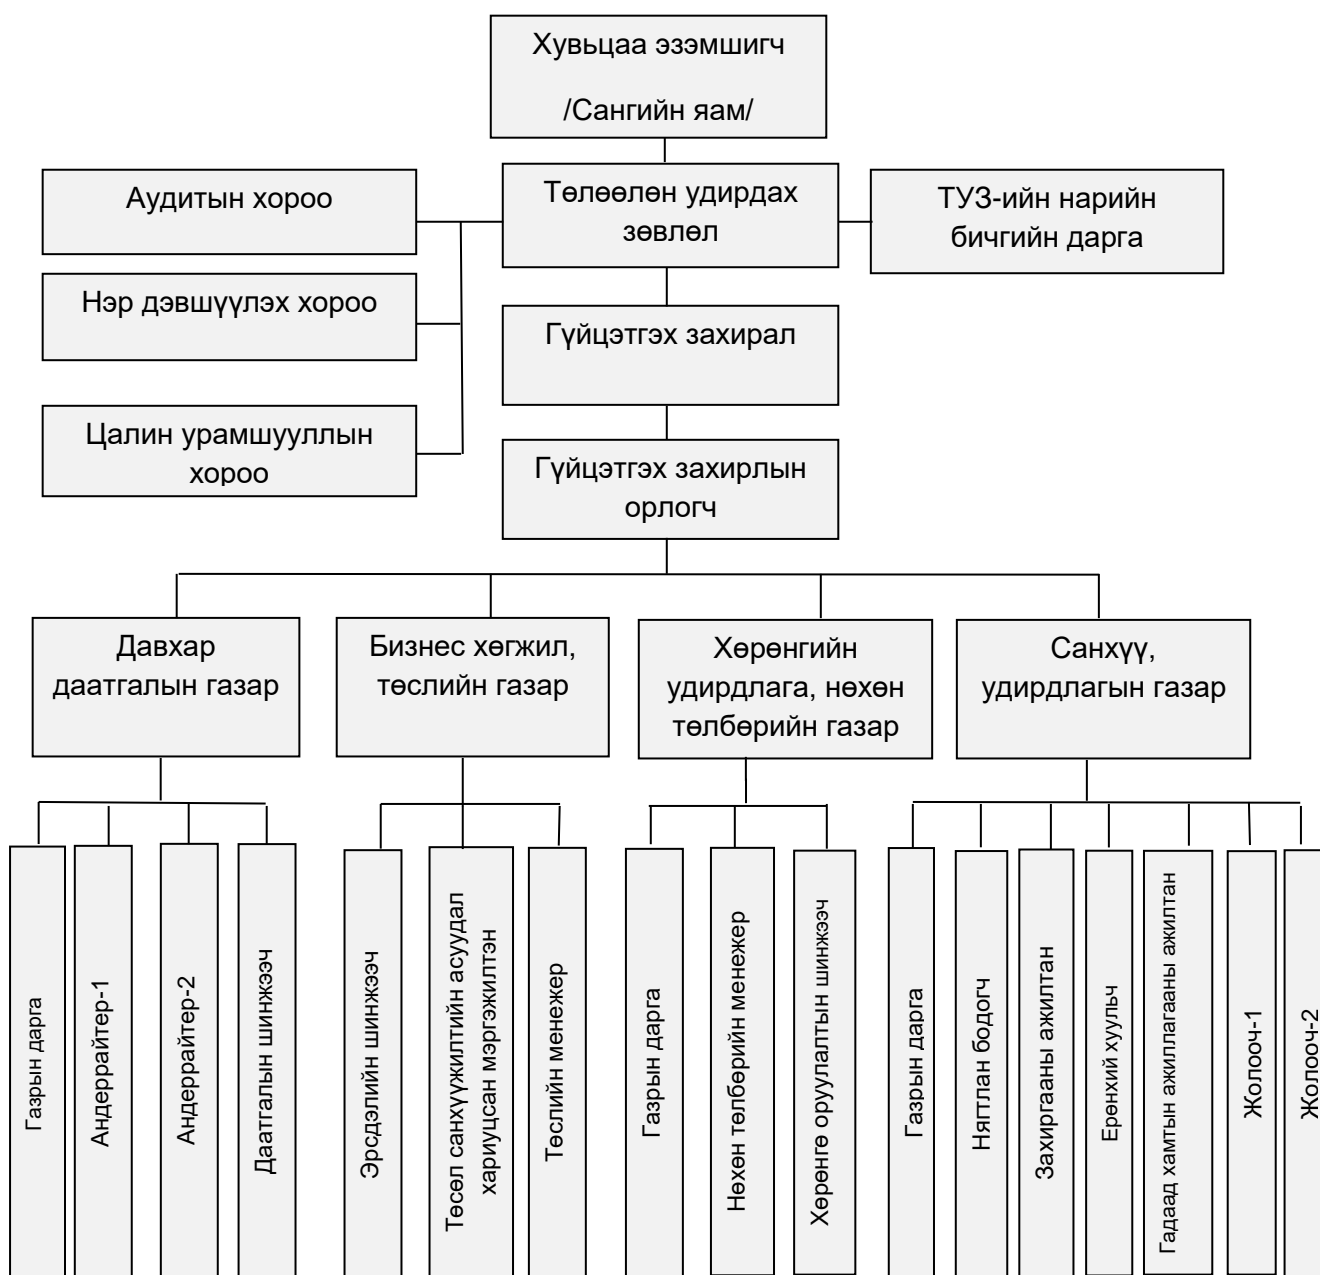 Хувьцаа эзэмшигч
/Сангийн яам/
Аудитын хороо
Төлөөлөн удирдах
зөвлөл
ТУЗ-ийн нарийн
бичгийн дарга
Нэр дэвшүүлэх хороо
Гүйцэтгэх захирал
Цалин урамшууллын
хороо
Гүйцэтгэх захирлын
орлогч
Давхар
даатгалын газар
Бизнес хөгжил,
төслийн газар
Хөрөнгийн
удирдлага, нөхөн
төлбөрийн газар
Санхүү,
удирдлагын газар
Газрын дарга
Андеррайтер-1
Андеррайтер-2
Даатгалын шинжээч
Эрсдэлийн шинжээч
Төсөл санхүүжилтийн асуудал
хариуцсан мэргэжилтэн
Төслийн менежер
Газрын дарга
Нөхөн төлбөрийн менежер
Хөрөнгө оруулалтын шинжээч
Газрын дарга
Нягтлан бодогч
Захиргааны ажилтан
Ерөнхий хуульч
Гадаад хамтын ажиллагааны ажилтан
Жолооч-1
Жолооч-2